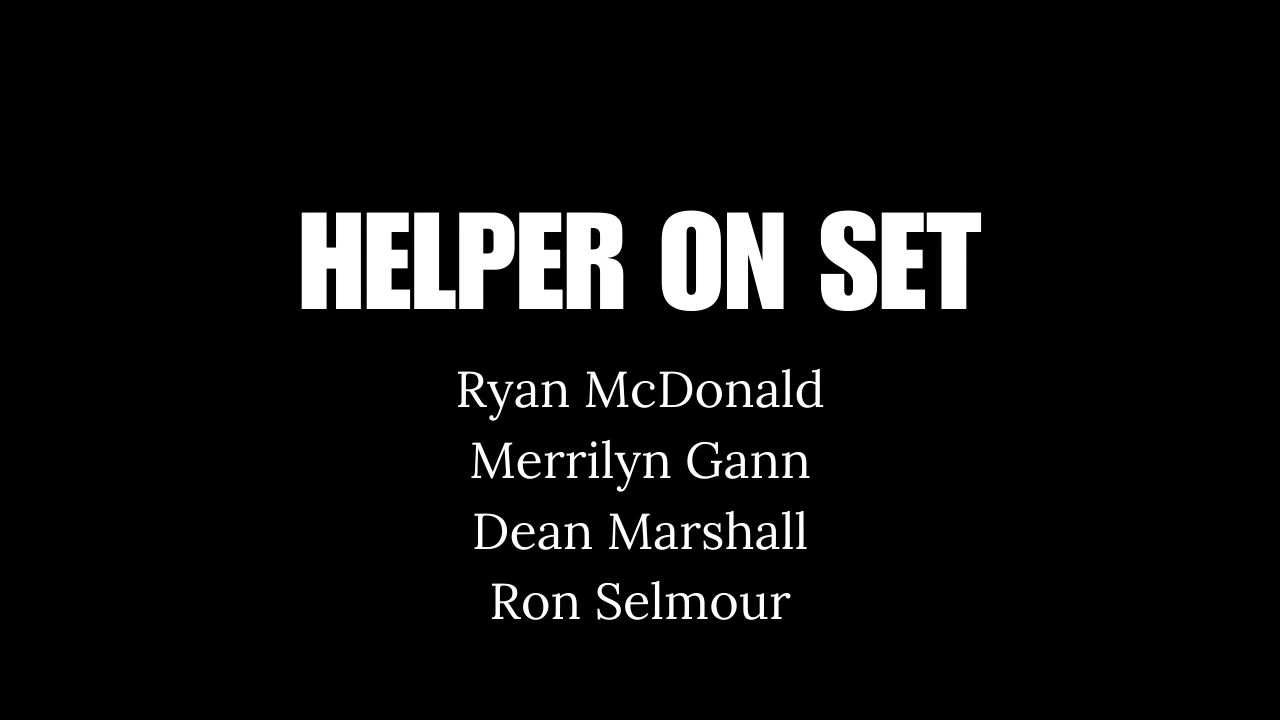 HELPER ON SET
Ryan McDonald
Merrilyn Gann
Dean Marshall
Ron Selmour